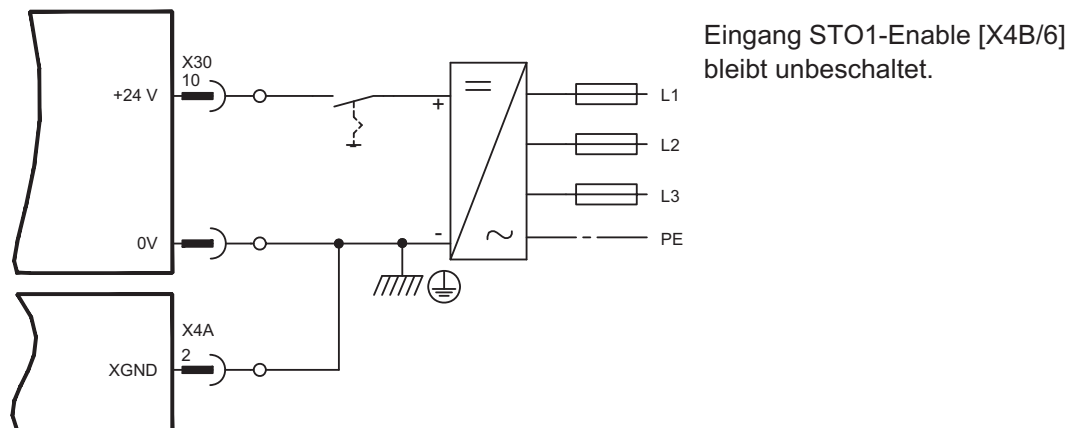 Eingang STO1-Enable [X4B/6]
bleibt unbeschaltet.
X30
10
+24 V
+
L1
L2
L3
0V
-
PE
X4A
2
XGND